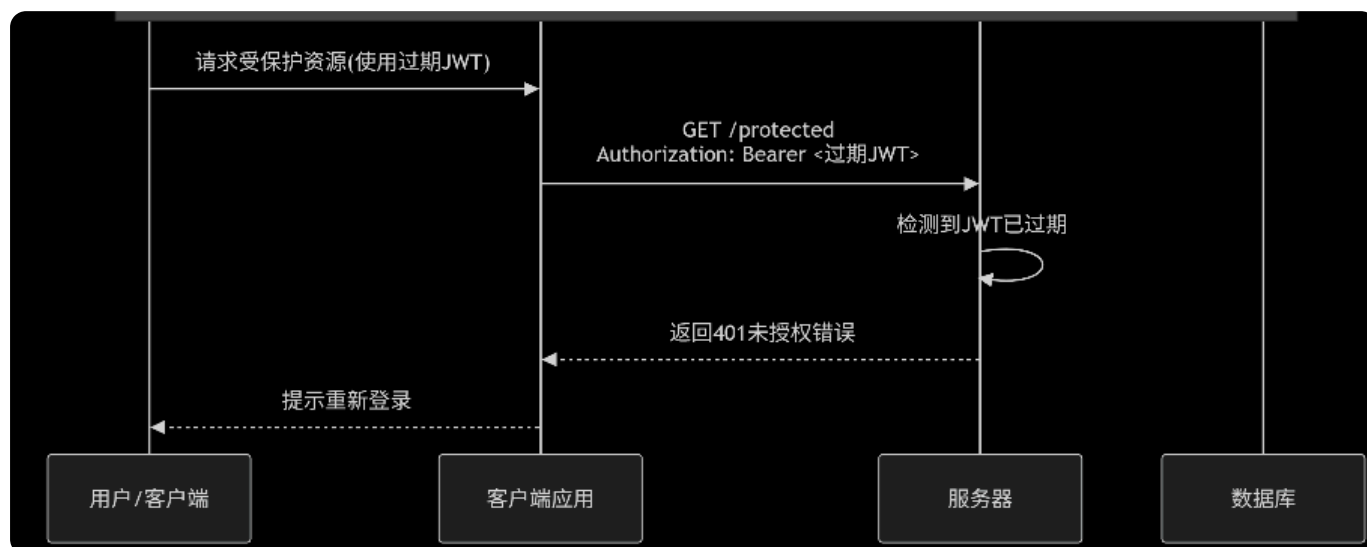 请求受保护资源(使用过期JWT)
GET /protected
Authorization: Bearer <过期JWT>
检测到JWT已过期
返回401未授权错误
提示重新登录
用户/客户端
客户端应用
服务器
数据库